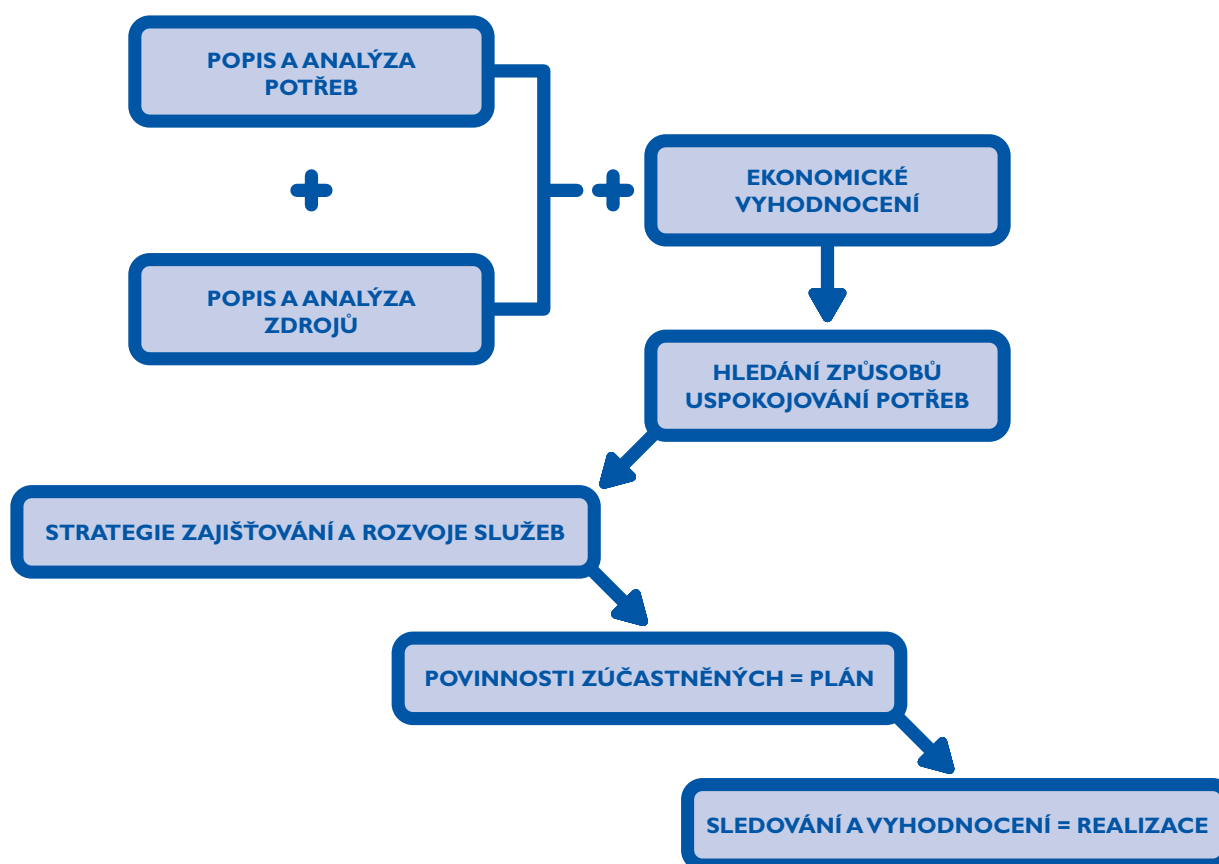 POPIS A ANALÝZA
POTŘEB
EKONOMICKÉ
VYHODNOCENÍ
POPIS A ANALÝZA
ZDROJŮ
HLEDÁNÍ ZPŮSOBŮ
USPOKOJOVÁNÍ POTŘEB
STRATEGIE ZAJIŠŤOVÁNÍ A ROZVOJE SLUŽEB
POVINNOSTI ZÚČASTNĚNÝCH = PLÁN
SLEDOVÁNÍ A VYHODNOCENÍ = REALIZACE